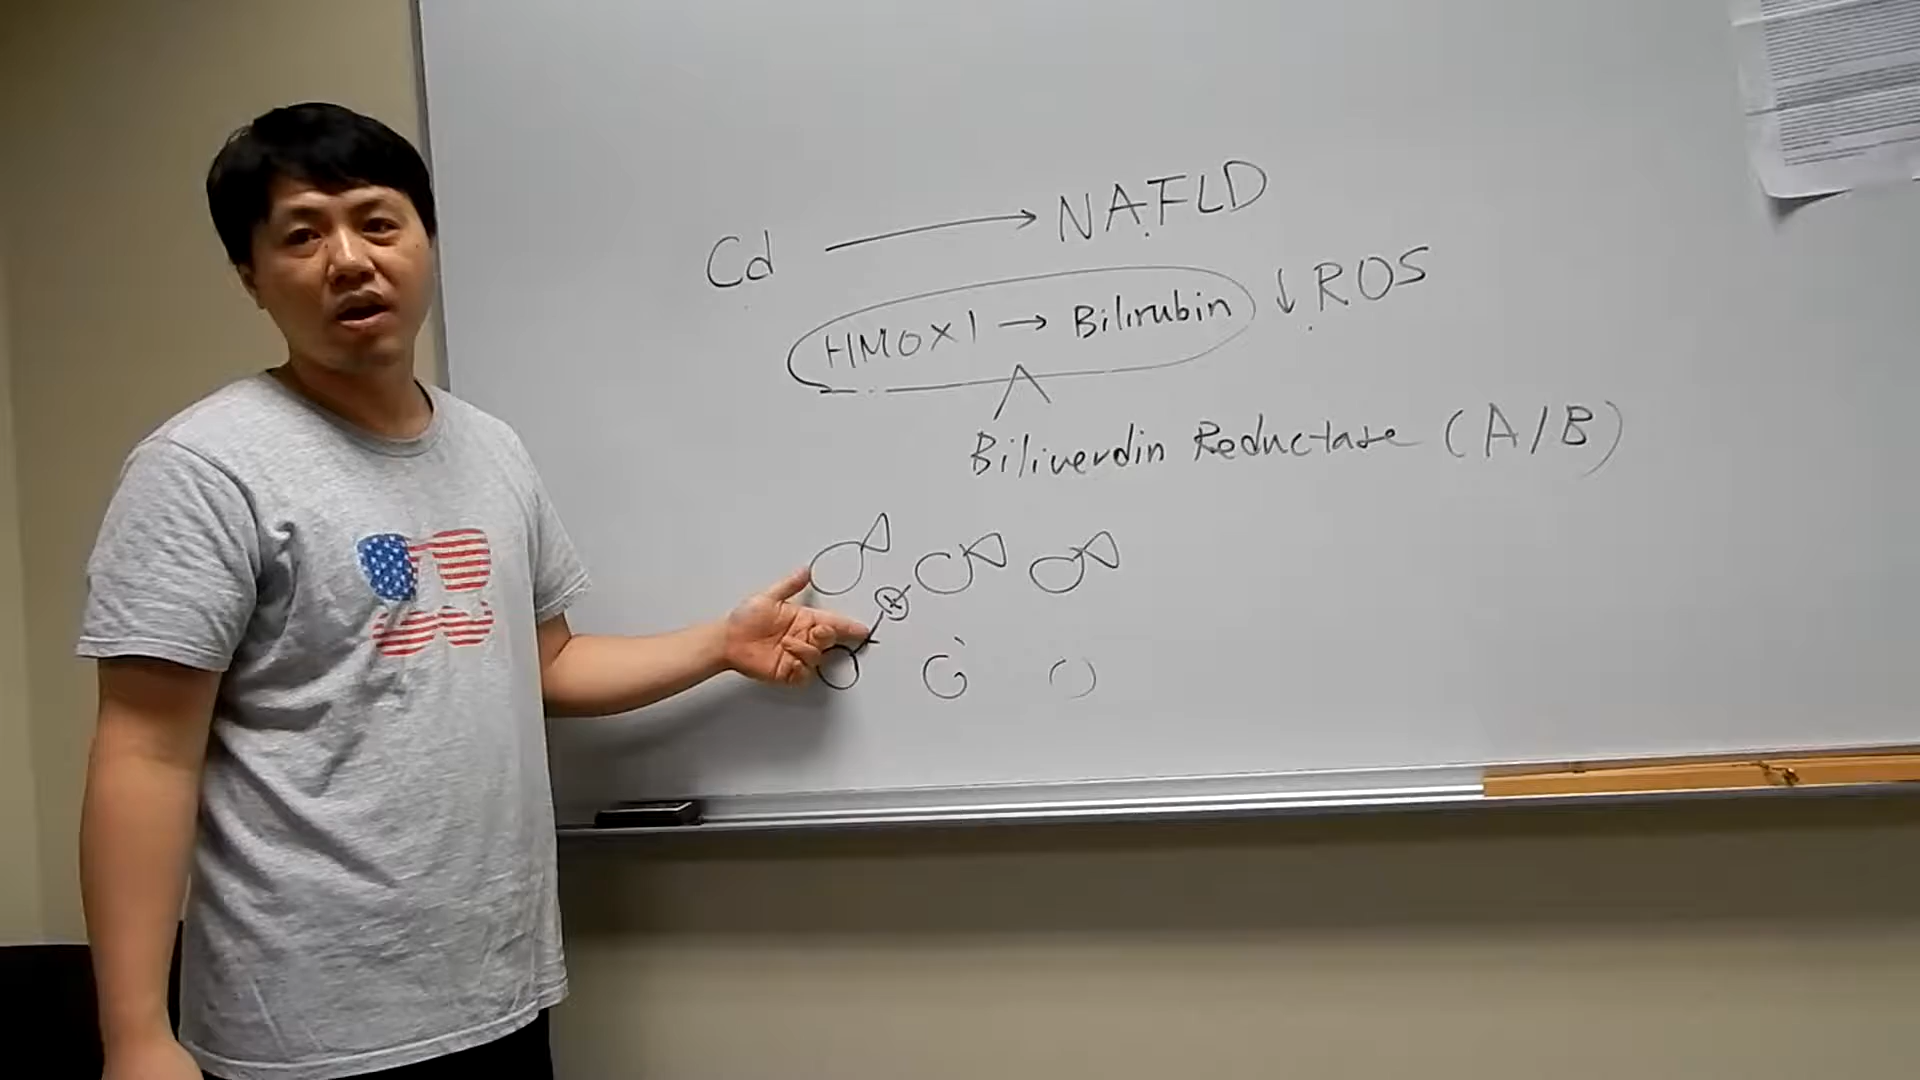 Cd → NAFLD
HMOX1 → Bilirubin ↓ ROS
Biliverdin Reductase (A/B)